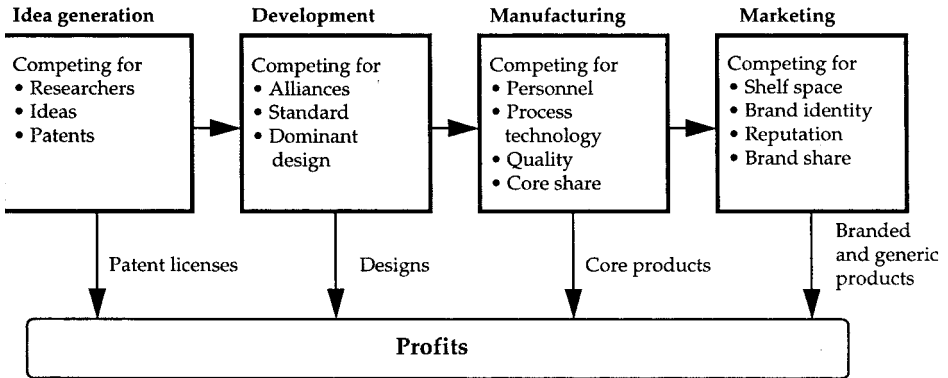 Idea generation
Development
Manufacturing
Marketing
Competing for
• Researchers
• Ideas
• Patents
Competing for
• Alliances
• Standard
• Dominant
design
Competing for
• Personnel
• Process
technology
• Quality
• Core share
Competing for
• Shelf space
• Brand identity
• Reputation
• Brand share
Patent licenses
Designs
Core products
Branded
and generic
products
Profits